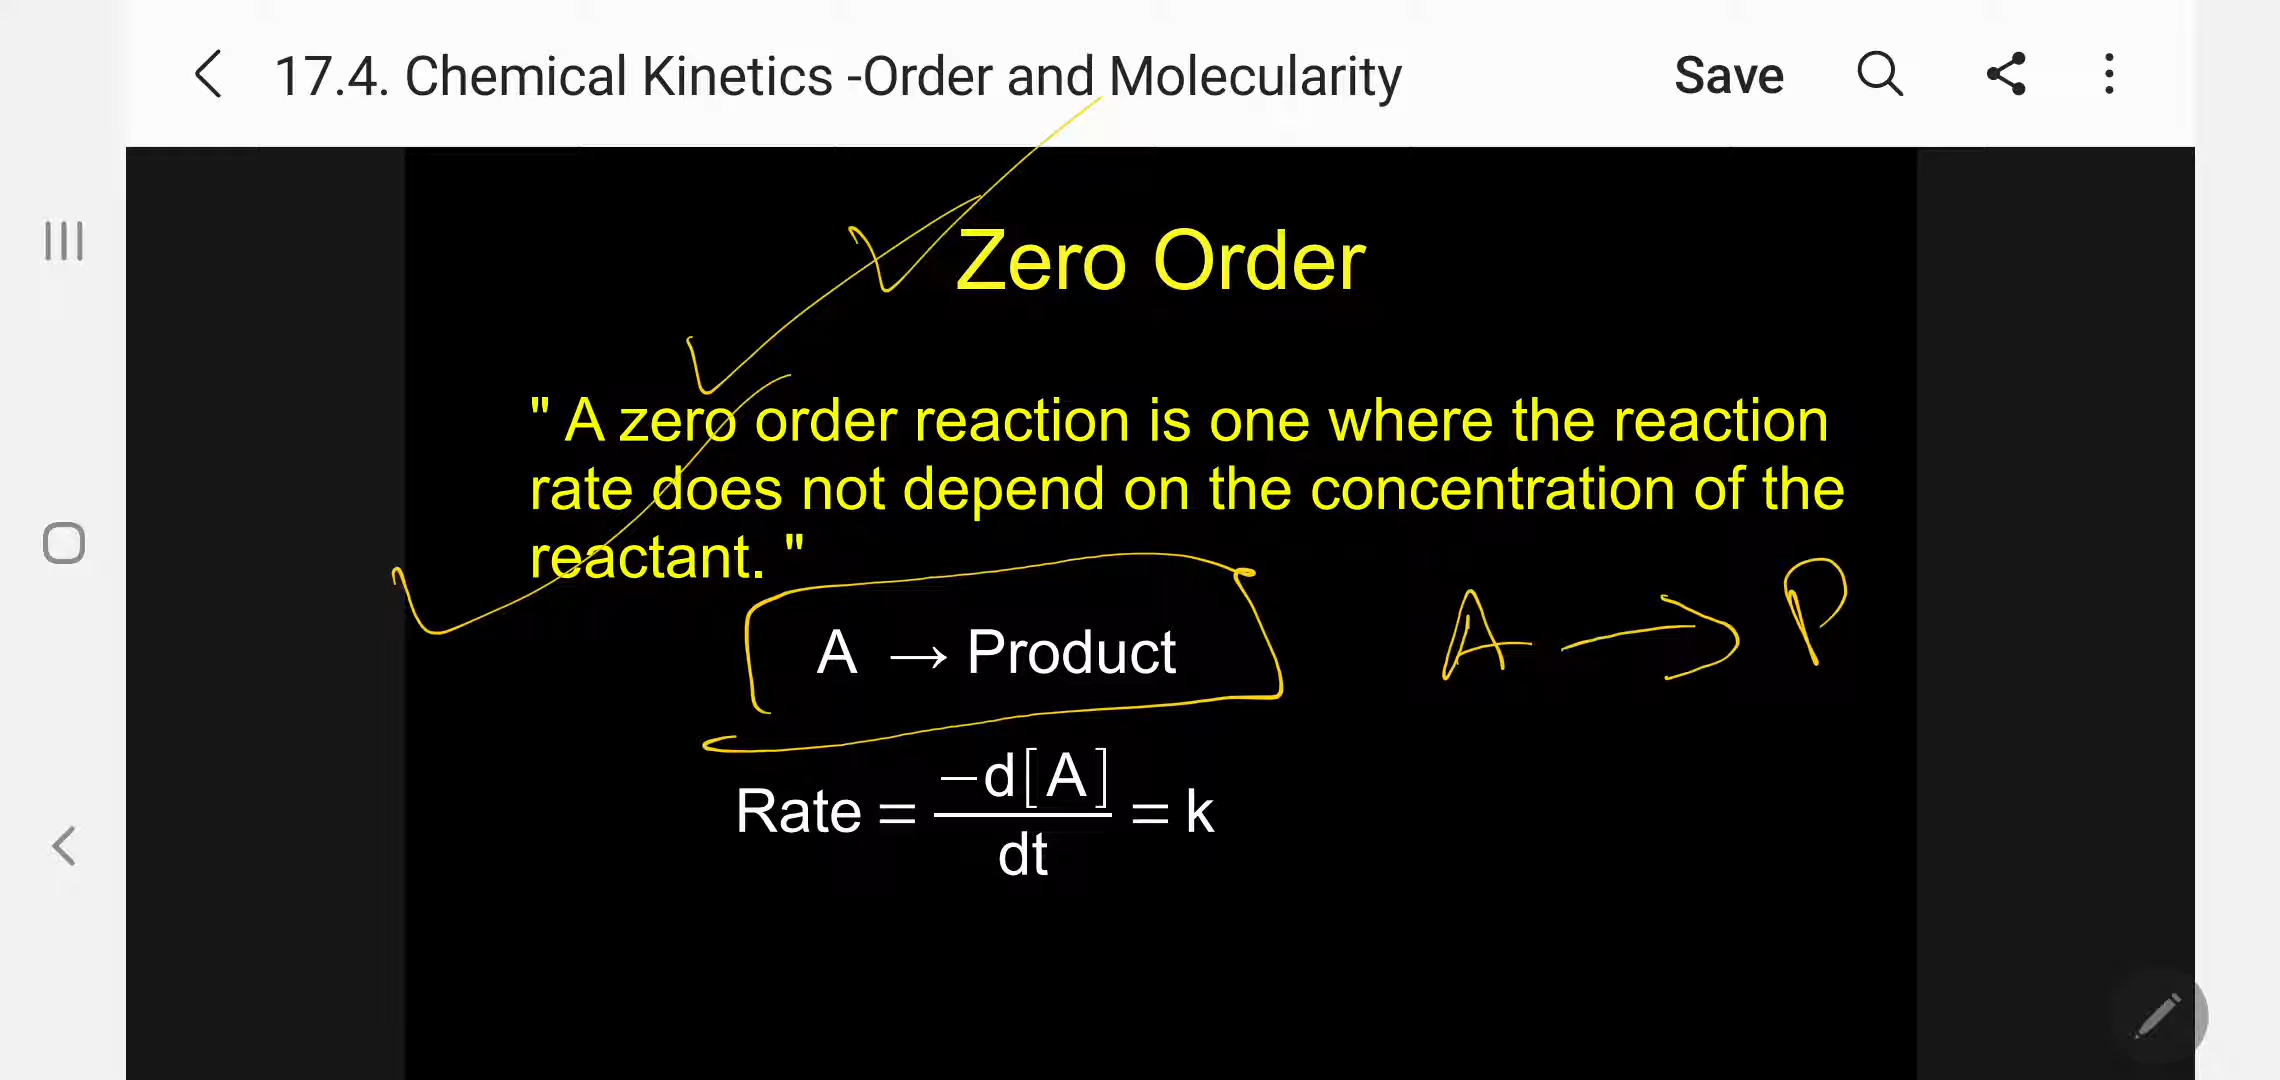 17.4. Chemical Kinetics -Order and Molecularity Save
Zero Order
" A zero order reaction is one where the reaction
rate does not depend on the concentration of the
reactant. "
A → Product
A → P
Rate = −d[A]/dt = k